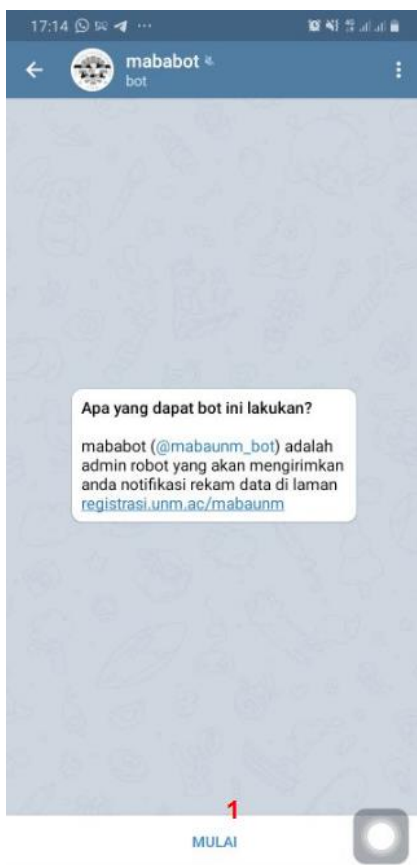 17:14
mababot
bot
Apa yang dapat bot ini lakukan?
mababot (@mabaunm_bot) adalah
admin robot yang akan mengirimkan
anda notifikasi rekam data di laman
registrasi.unm.ac/mabaunm
1
MULAI